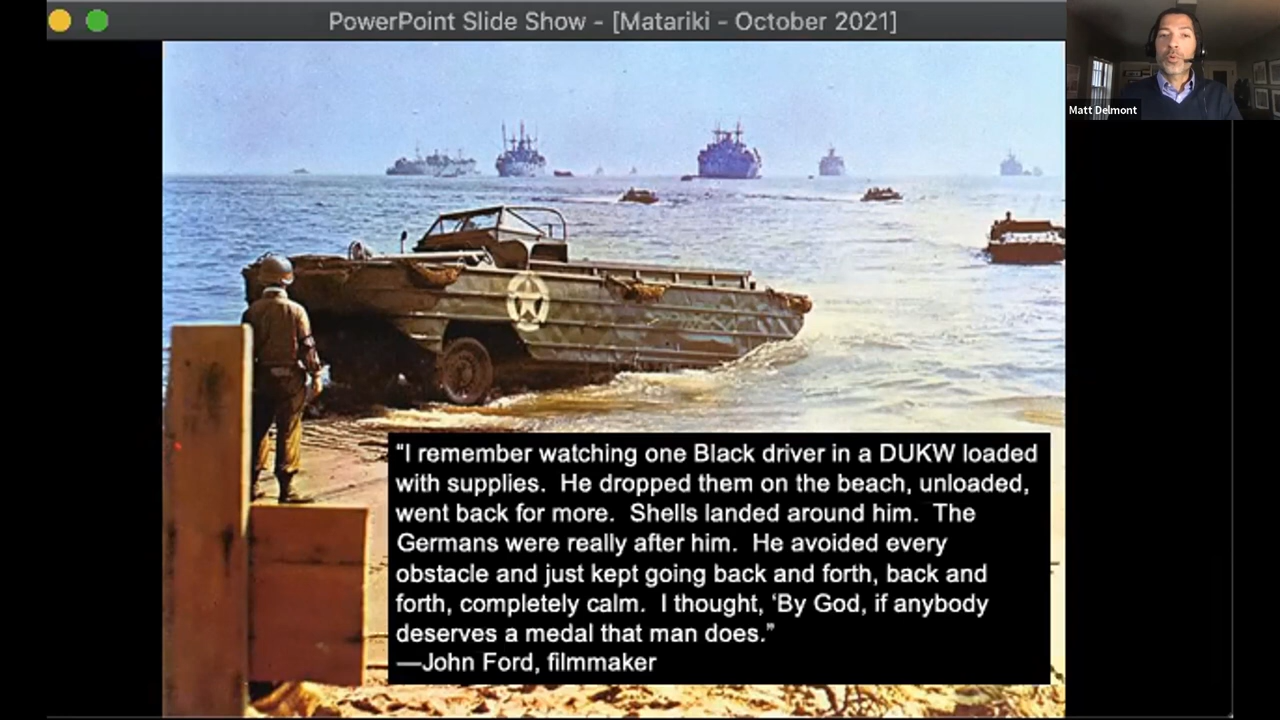 PowerPoint Slide Show - [Matariki - October 2021]
Matt Delmont
“I remember watching one Black driver in a DUKW loaded
with supplies.  He dropped them on the beach, unloaded,
went back for more.  Shells landed around him.  The
Germans were really after him.  He avoided every
obstacle and just kept going back and forth, back and
forth, completely calm.  I thought, ‘By God, if anybody
deserves a medal that man does.”
—John Ford, filmmaker